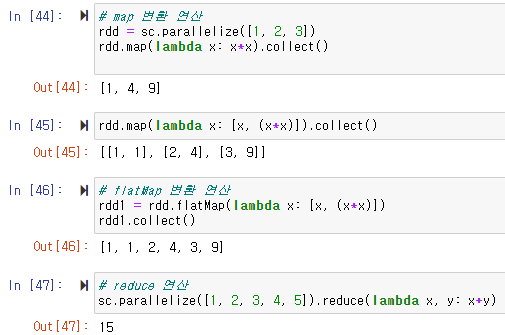 In [44]: # map 변환 연산
rdd = sc.parallelize([1, 2, 3])
rdd.map(lambda x: x*x).collect()
Out[44]: [1, 4, 9]
In [45]: rdd.map(lambda x: [x, (x*x)]).collect()
Out[45]: [[1, 1], [2, 4], [3, 9]]
In [46]: # flatMap 변환 연산
rdd1 = rdd.flatMap(lambda x: [x, (x*x)])
rdd1.collect()
Out[46]: [1, 1, 2, 4, 3, 9]
In [47]: # reduce 연산
sc.parallelize([1, 2, 3, 4, 5]).reduce(lambda x, y: x+y)
Out[47]: 15